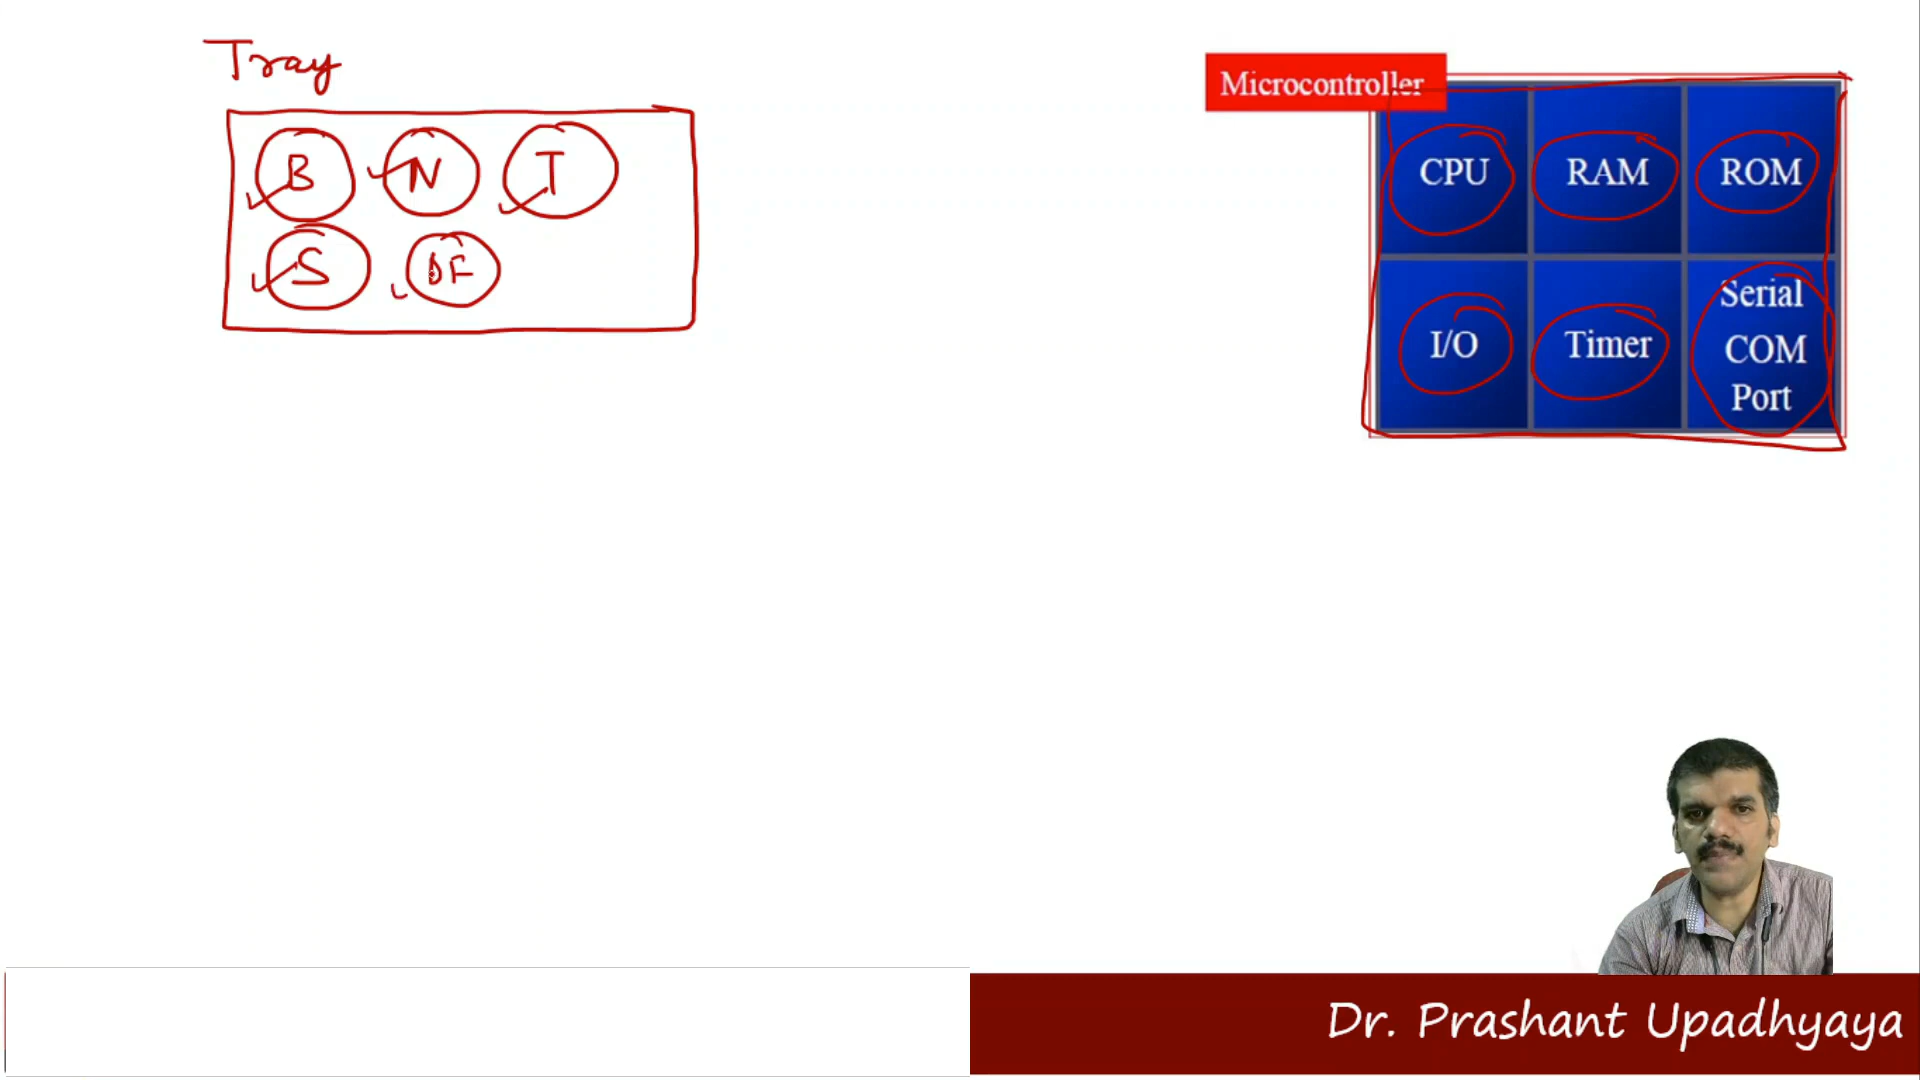 Tray
B N T
S DF
Microcontroller
CPU RAM ROM
I/O Timer Serial
COM
Port
Dr. Prashant Upadhyaya